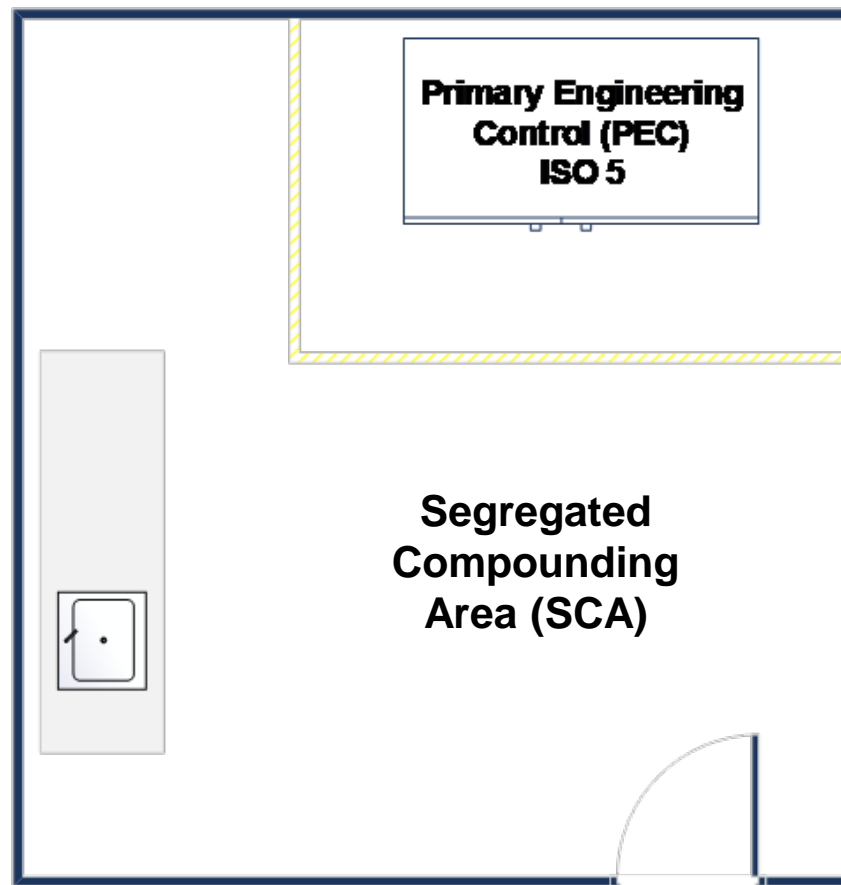 Primary Engineering
Control (PEC)
ISO 5
Segregated
Compounding
Area (SCA)